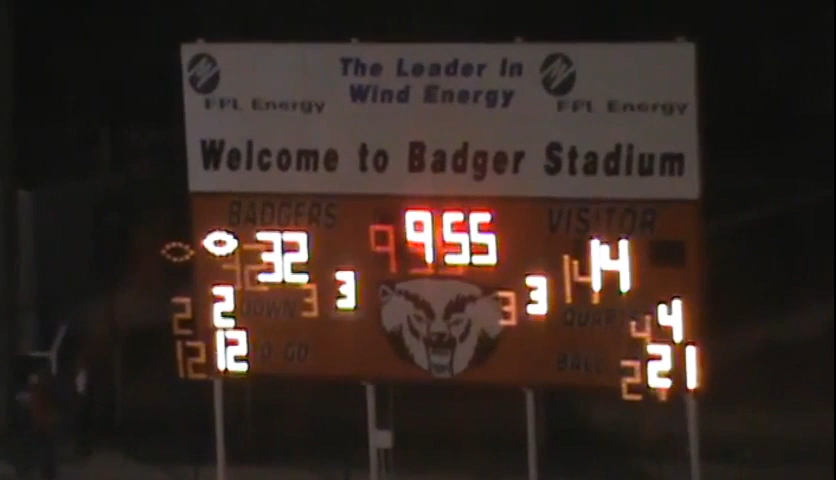 The Leader In
Wind Energy
FPL Energy
FPL Energy
Welcome to Badger Stadium
BADGERS 9 55 VISITOR
32 14
3 3
2 DOWN QUARTER 4
12 TO GO BALL 21